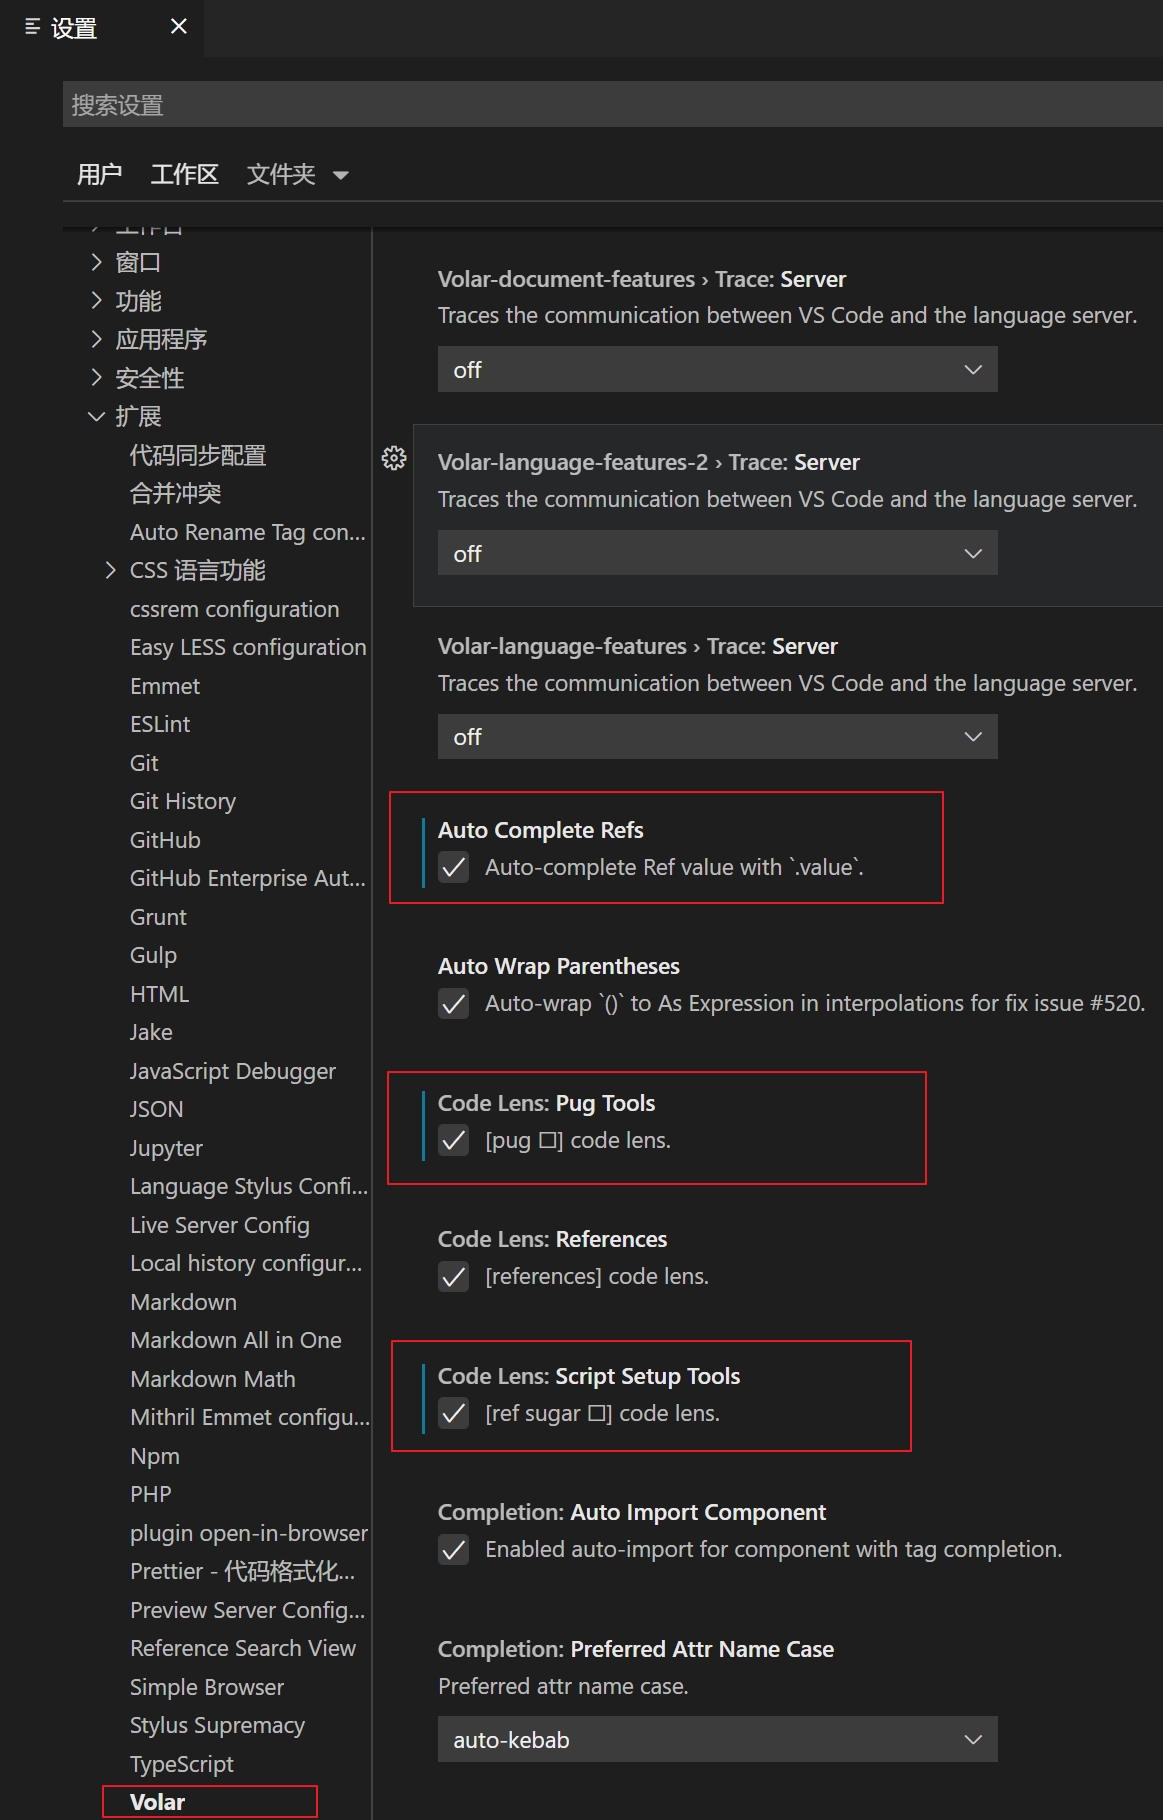 设置
搜索设置
用户 工作区 文件夹
工作台
窗口
功能
应用程序
安全性
扩展
代码同步配置
合并冲突
Auto Rename Tag con...
CSS 语言功能
cssrem configuration
Easy LESS configuration
Emmet
ESLint
Git
Git History
GitHub
GitHub Enterprise Aut...
Grunt
Gulp
HTML
Jake
JavaScript Debugger
JSON
Jupyter
Language Stylus Confi...
Live Server Config
Local history configur...
Markdown
Markdown All in One
Markdown Math
Mithril Emmet configu...
Npm
PHP
plugin open-in-browser
Prettier - 代码格式化...
Preview Server Config...
Reference Search View
Simple Browser
Stylus Supremacy
TypeScript
Volar
Volar-document-features › Trace: Server
Traces the communication between VS Code and the language server.
off
Volar-language-features-2 › Trace: Server
Traces the communication between VS Code and the language server.
off
Volar-language-features › Trace: Server
Traces the communication between VS Code and the language server.
off
Auto Complete Refs
Auto-complete Ref value with `.value`.
Auto Wrap Parentheses
Auto-wrap `()` to As Expression in interpolations for fix issue #520.
Code Lens: Pug Tools
[pug □] code lens.
Code Lens: References
[references] code lens.
Code Lens: Script Setup Tools
[ref sugar □] code lens.
Completion: Auto Import Component
Enabled auto-import for component with tag completion.
Completion: Preferred Attr Name Case
Preferred attr name case.
auto-kebab